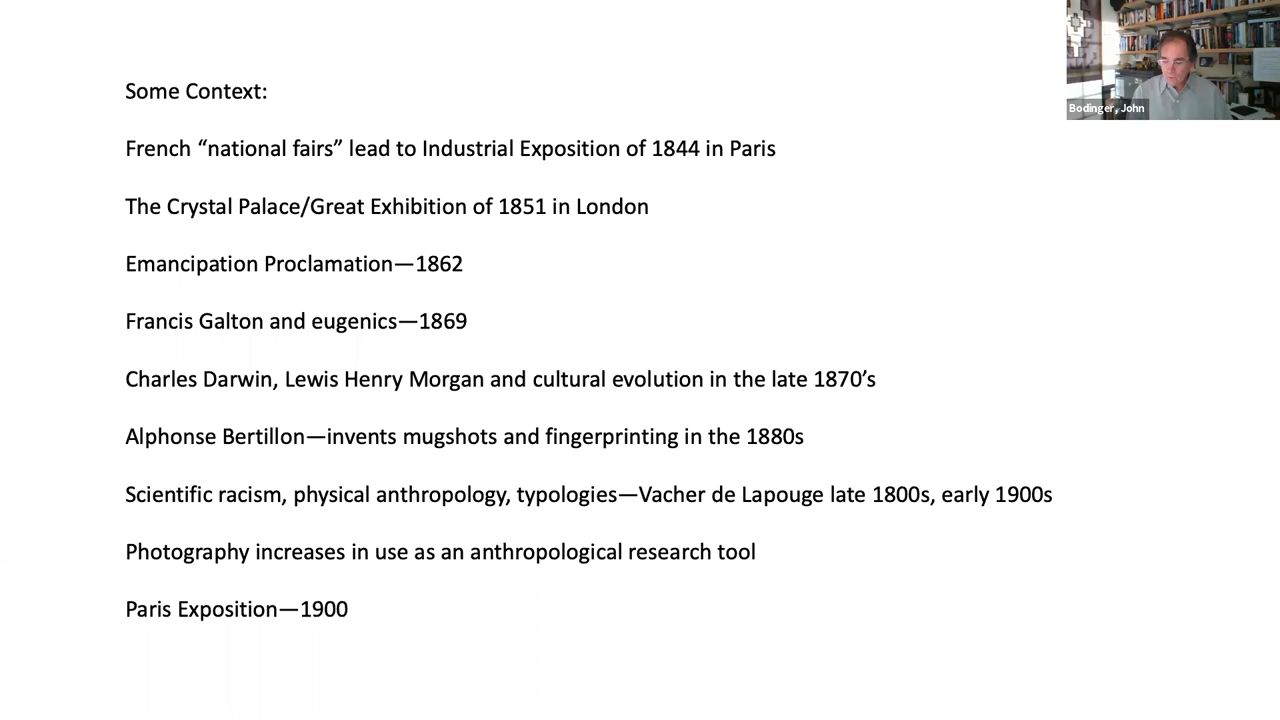 Some Context:
French “national fairs” lead to Industrial Exposition of 1844 in Paris
The Crystal Palace/Great Exhibition of 1851 in London
Emancipation Proclamation—1862
Francis Galton and eugenics—1869
Charles Darwin, Lewis Henry Morgan and cultural evolution in the late 1870’s
Alphonse Bertillon—invents mugshots and fingerprinting in the 1880s
Scientific racism, physical anthropology, typologies—Vacher de Lapouge late 1800s, early 1900s
Photography increases in use as an anthropological research tool
Paris Exposition—1900
Bodinger, John